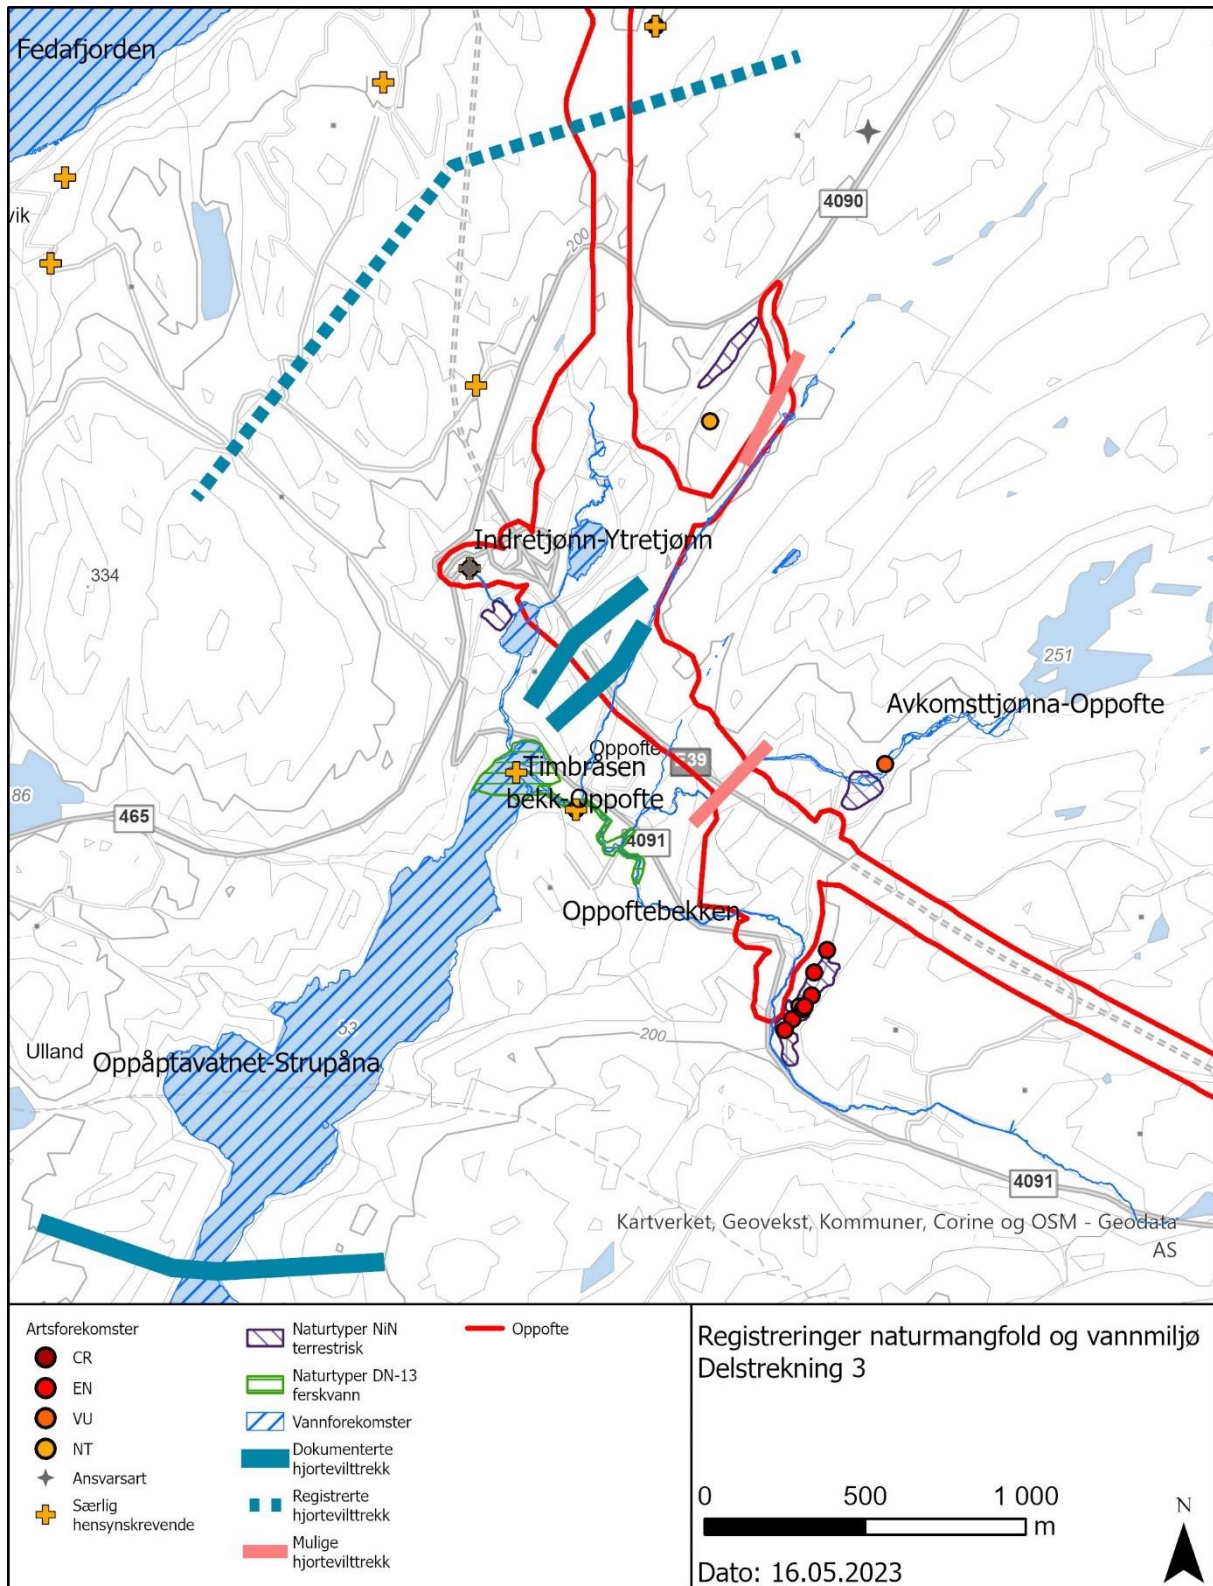 Fedafjorden
vik
4090
200
Indretjønn-Ytretjønn
334
251
Avkomsttjønna-Oppofte
Oppofte
E39
Timbråsen
bekk-Oppofte
86
465
4091
Oppoftebekken
53
200
Ulland
Oppåptavatnet-Strupåna
4091
Kartverket, Geovekst, Kommuner, Corine og OSM - Geodata
AS
Artsforekomster
CR
EN
VU
NT
Ansvarsart
Særlig
hensynskrevende
Naturtyper NiN
terrestrisk
Naturtyper DN-13
ferskvann
Vannforekomster
Dokumenterte
hjortevilttrekk
Registrerte
hjortevilttrekk
Mulige
hjortevilttrekk
Oppofte
Registreringer naturmangfold og vannmiljø
Delstrekning 3
0 500 1 000
m
Dato: 16.05.2023
N